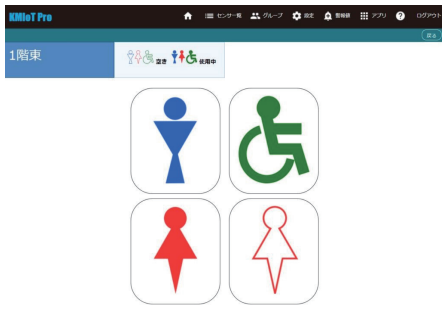 KMIoT Pro センサ一覧 グループ 設定 警報値 アプリ ? ログアウト
戻る
1階東
空き 使用中